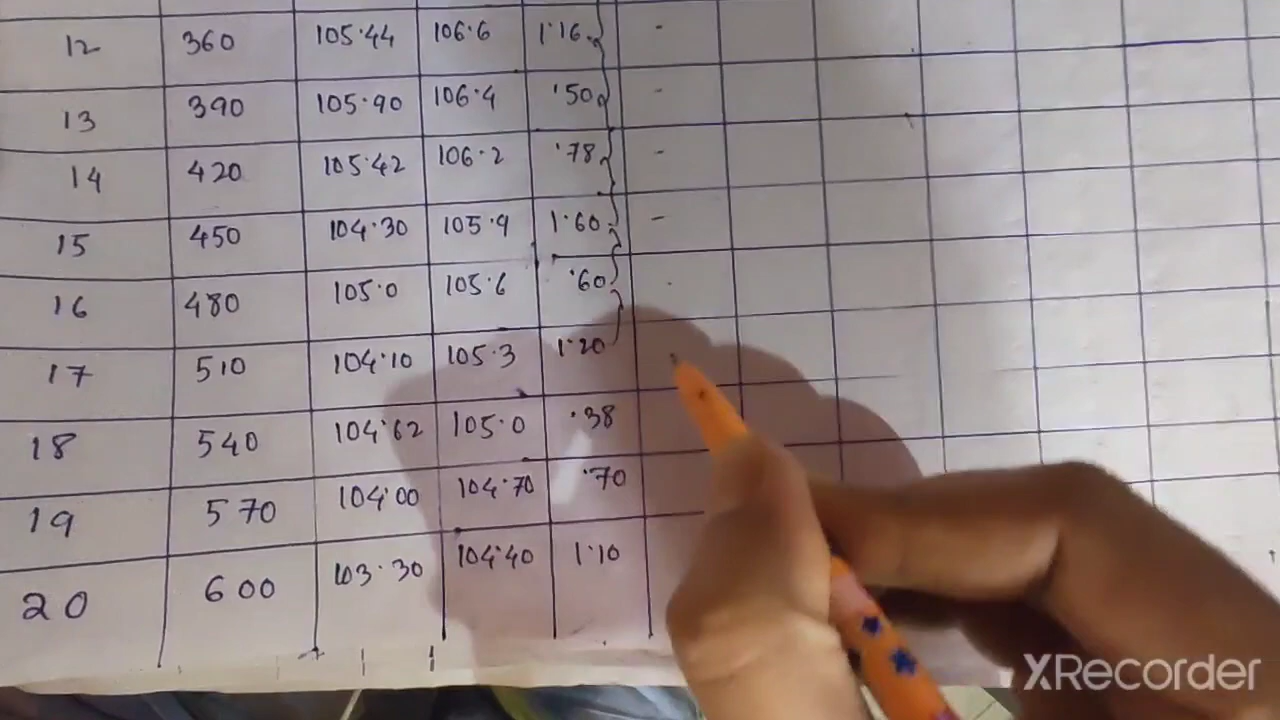 12 360 105.44 106.6 1.16 -
13 390 105.90 106.4 .50 -
14 420 105.42 106.2 .78 -
15 450 104.30 105.9 1.60 -
16 480 105.0 105.6 .60
17 510 104.10 105.3 1.20
18 540 104.62 105.0 .38
19 570 104.00 104.70 .70
20 600 103.30 104.40 1.10
XRecorder